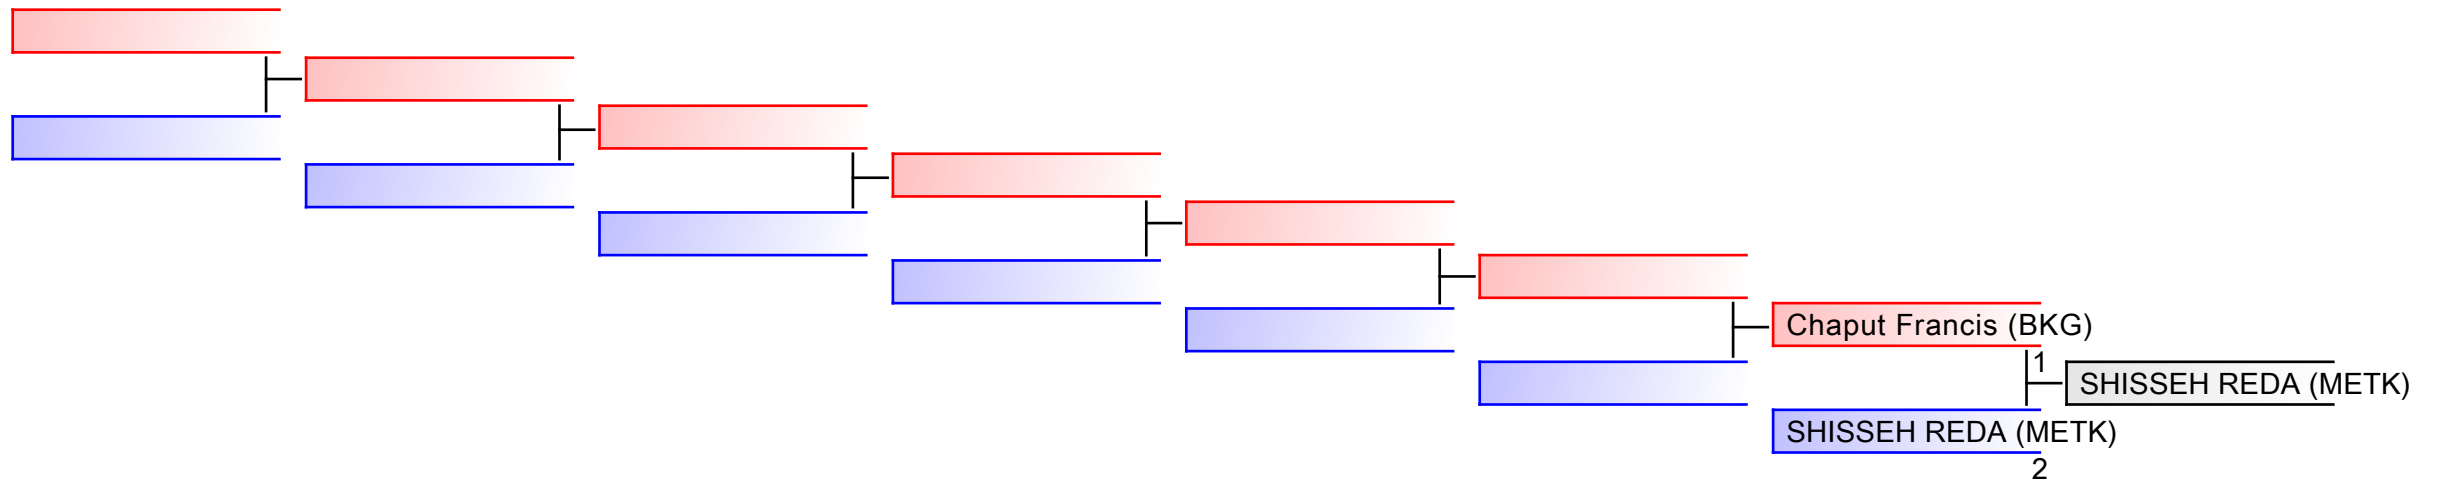 Chaput Francis (BKG)
1
SHISSEH REDA (METK)
SHISSEH REDA (METK)
2